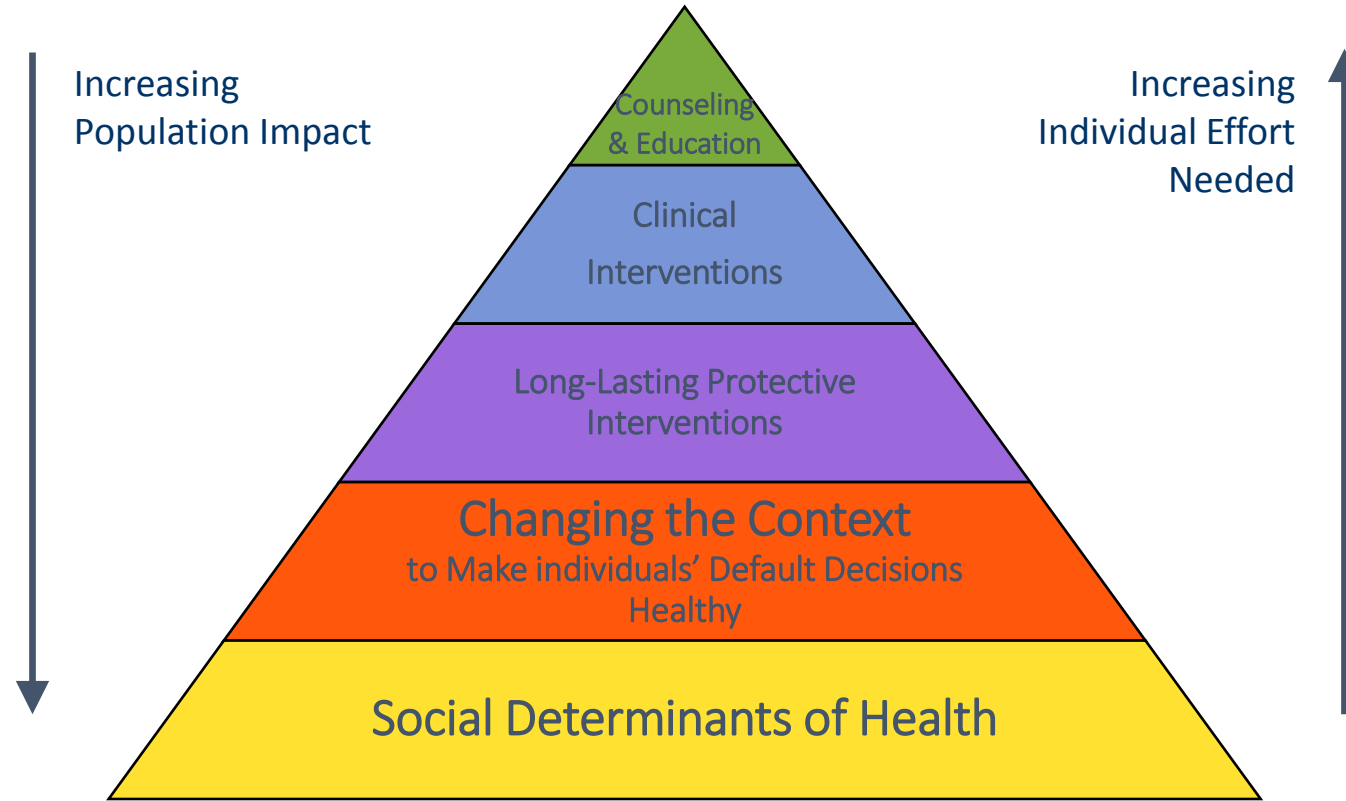 Increasing
Population Impact
Increasing
Individual Effort
Needed
Counseling
& Education
Clinical
Interventions
Long-Lasting Protective
Interventions
Changing the Context
to Make individuals’ Default Decisions
Healthy
Social Determinants of Health